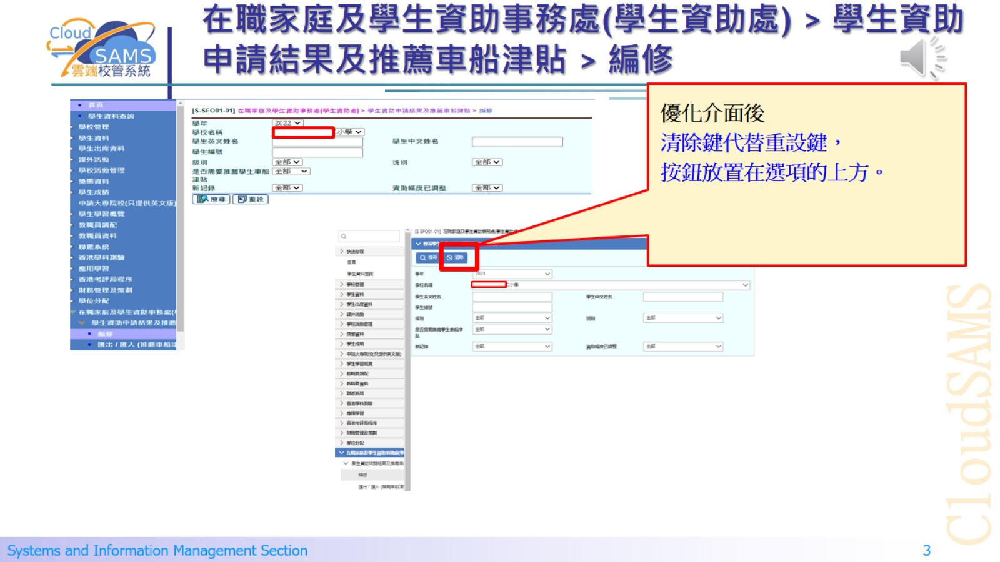 在職家庭及學生資助事務處(學生資助處) > 學生資助
申請結果及推薦車船津貼 > 編修
Cloud
SAMS
雲端校管系統
優化介面後
清除鍵代替重設鍵，
按鈕放置在選項的上方。
首頁
學生資料查詢
學校管理
學生資料
學生出席資料
課外活動
學校活動管理
獎懲資料
學生成績
申請大專院校(只提供英文版)
學生學習概覽
教職員調配
教職員資料
聯遞系統
香港學科測驗
應用學習
香港考評局程序
財務管理及策劃
學位分配
在職家庭及學生資助事務處(
學生資助申請結果及推薦
編修
匯出 / 匯入 (推薦車船津
[S-SFO01-01] 在職家庭及學生資助事務處(學生資助處) > 學生資助申請結果及推薦車船津貼 > 編修
學年 2022
學校名稱 小學
學生英文姓名 學生中文姓名
學生編號
級別 全部 班別 全部
是否需要推薦學生車船 全部
津貼
新記錄 全部 資助幅度已調整 全部
搜尋 重設
快速存取
首頁
學生資料查詢
學校管理
學生資料
學生出席資料
課外活動
學校活動管理
獎懲資料
學生成績
申請大專院校(只提供英文版)
學生學習概覽
教職員調配
教職員資料
聯遞系統
香港學科測驗
應用學習
香港考評局程序
財務管理及策劃
學位分配
在職家庭及學生資助事務處(學
學生資助申請結果及推薦車
編修
匯出 / 匯入 (推薦車船津
[S-SFO01-01] 在職家庭及學生資助事務處(學生資助
搜尋學
搜尋 清除
學年 2023
學校名稱 小學
學生英文姓名 學生中文姓名
學生編號
級別 全部 班別 全部
是否需要推薦學生車船津 全部
貼
新記錄 全部 資助幅度已調整 全部
CloudSAMS
Systems and Information Management Section
3